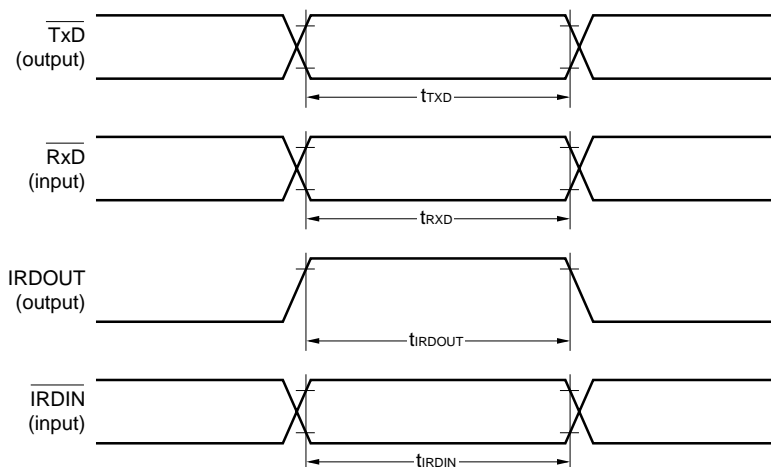 TxD
(output)
tTXD
RxD
(input)
tRXD
IRDOUT
(output)
tIRDOUT
IRDIN
(input)
tIRDIN